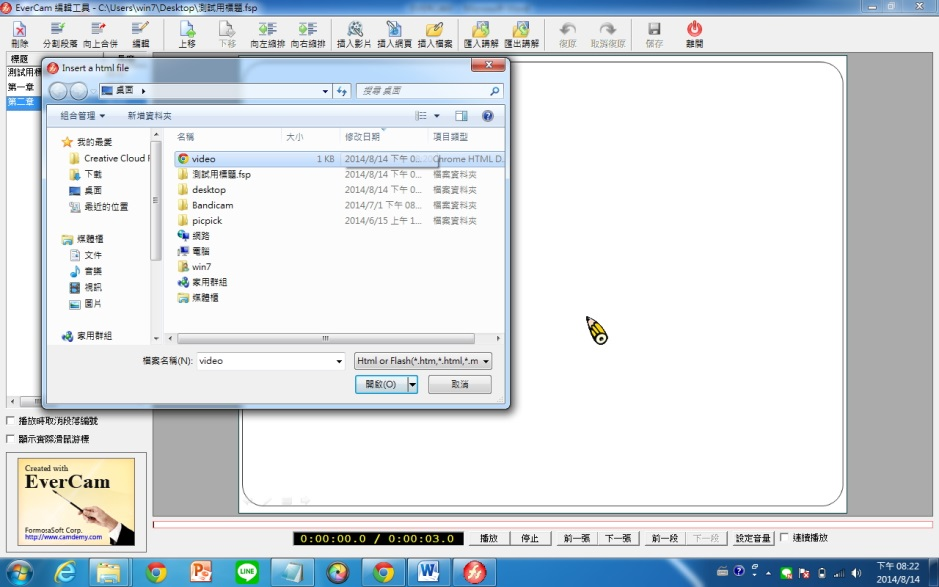 EverCam 編輯工具 - C:\Users\win7\Desktop\測試用標題.fsp
刪除 分割段落 向上合併 編輯 上移 下移 向左縮排 向右縮排 插入影片 插入網頁 插入檔案 匯入講解 匯出講解 復原 取消復原 儲存 離開
標題
測試用標
第一章
第二章
Insert a html file
桌面
搜尋 桌面
組合管理 新增資料夾
名稱 大小 修改日期 項目類型
我的最愛
Creative Cloud F
下載
桌面
最近的位置
媒體櫃
文件
音樂
視訊
圖片
家用群組
video 1 KB 2014/8/14 下午 0... Chrome HTML D.
測試用標題.fsp 2014/8/14 下午 0... 檔案資料夾
desktop 2014/8/14 下午 0... 檔案資料夾
Bandicam 2014/7/1 下午 08... 檔案資料夾
picpick 2014/6/15 上午 1... 檔案資料夾
網路
電腦
win7
家用群組
媒體櫃
檔案名稱(N): video Html or Flash(*.htm,*.html,*.m
開啟(O) 取消
播放時取消段落編號
顯示實際滑鼠游標
Created with
EverCam
FormosaSoft Corp.
http://www.camdemy.com
0:00:00.0 / 0:00:03.0 播放 停止 前一張 下一張 前一段 下一段 設定音量 連續播放
LINE
下午 08:22
2014/8/14